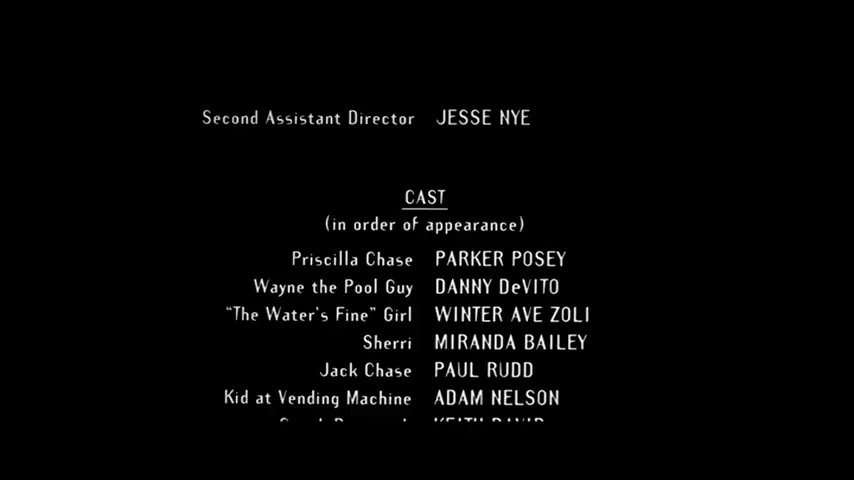 Second Assistant Director JESSE NYE
CAST
(in order of appearance)
Priscilla Chase PARKER POSEY
Wayne the Pool Guy DANNY DeVITO
“The Water's Fine” Girl WINTER AVE ZOLI
Sherri MIRANDA BAILEY
Jack Chase PAUL RUDD
Kid at Vending Machine ADAM NELSON
KEITH DAVID